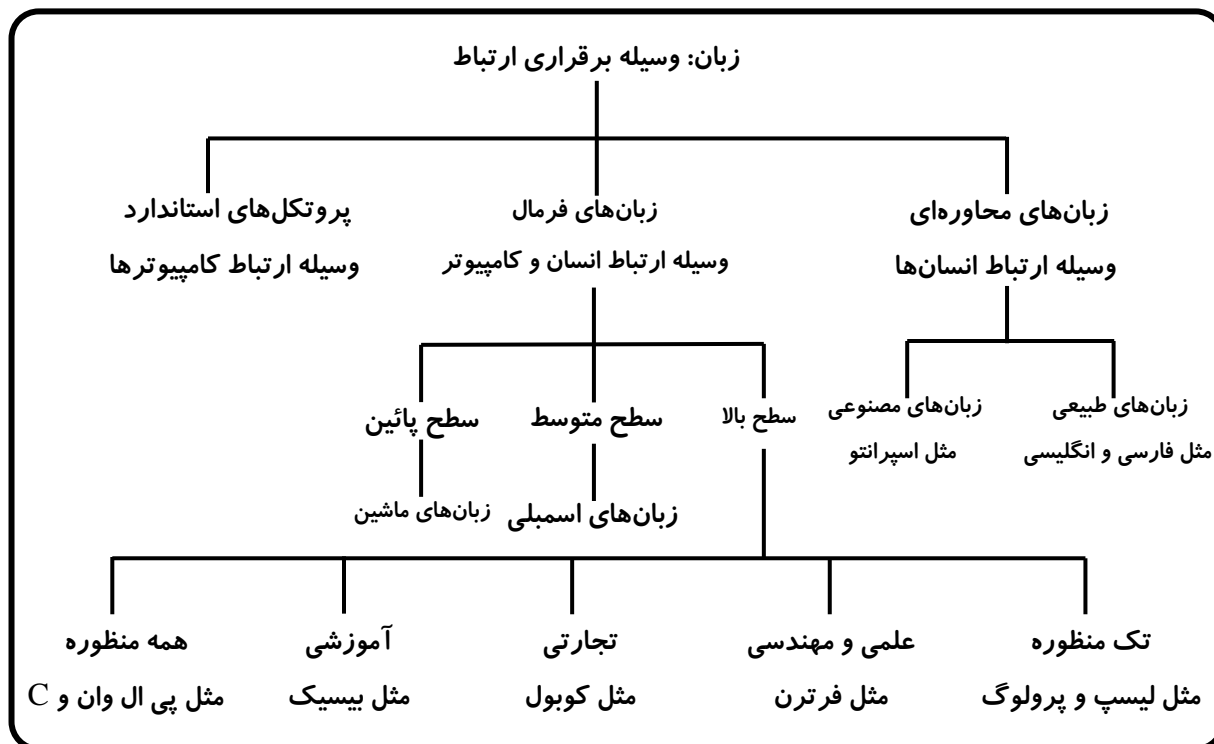 زبان: وسیله برقراری ارتباط
زبان‌های محاوره‌ای
وسیله ارتباط انسان‌ها
زبان‌های فرمال
وسیله ارتباط انسان و کامپیوتر
پروتکل‌های استاندارد
وسیله ارتباط کامپیوترها
زبان‌های طبیعی
مثل فارسی و انگلیسی
زبان‌های مصنوعی
مثل اسپرانتو
سطح بالا
سطح متوسط
سطح پائین
زبان‌های اسمبلی
زبان‌های ماشین
تک منظوره
مثل لیسپ و پرولوگ
علمی و مهندسی
مثل فرترن
تجارتی
مثل کوبول
آموزشی
مثل بیسیک
همه منظوره
مثل پی ال وان و C